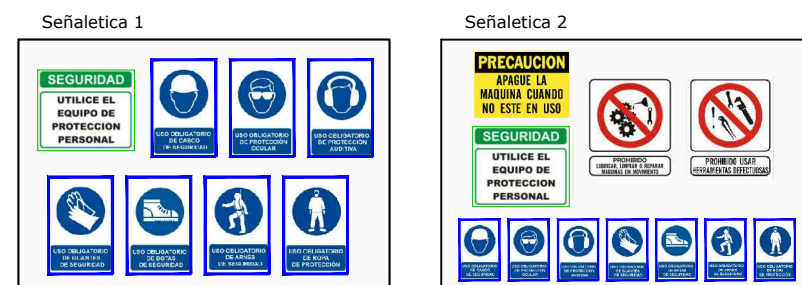 Señaletica 1
SEGURIDAD
UTILICE EL
EQUIPO DE
PROTECCION
PERSONAL
USO OBLIGATORIO
DE CASCO
DE SEGURIDAD
USO OBLIGATORIO
DE PROTECCIÓN
OCULAR
USO OBLIGATORIO
DE PROTECCIÓN
AUDITIVA
USO OBLIGATORIO
DE GUANTES
DE SEGURIDAD
USO OBLIGATORIO
DE BOTAS
DE SEGURIDAD
USO OBLIGATORIO
DE ARNES
DE SEGURIDAD
USO OBLIGATORIO
DE ROPA
DE PROTECCIÓN
Señaletica 2
PRECAUCION
APAGUE LA
MAQUINA CUANDO
NO ESTE EN USO
SEGURIDAD
UTILICE EL
EQUIPO DE
PROTECCION
PERSONAL
PROHIBIDO
LUBRICAR, LIMPIAR O REPARAR
MAQUINAS EN MOVIMIENTO
PROHIBIDO USAR
HERRAMIENTAS DEFECTUOSAS